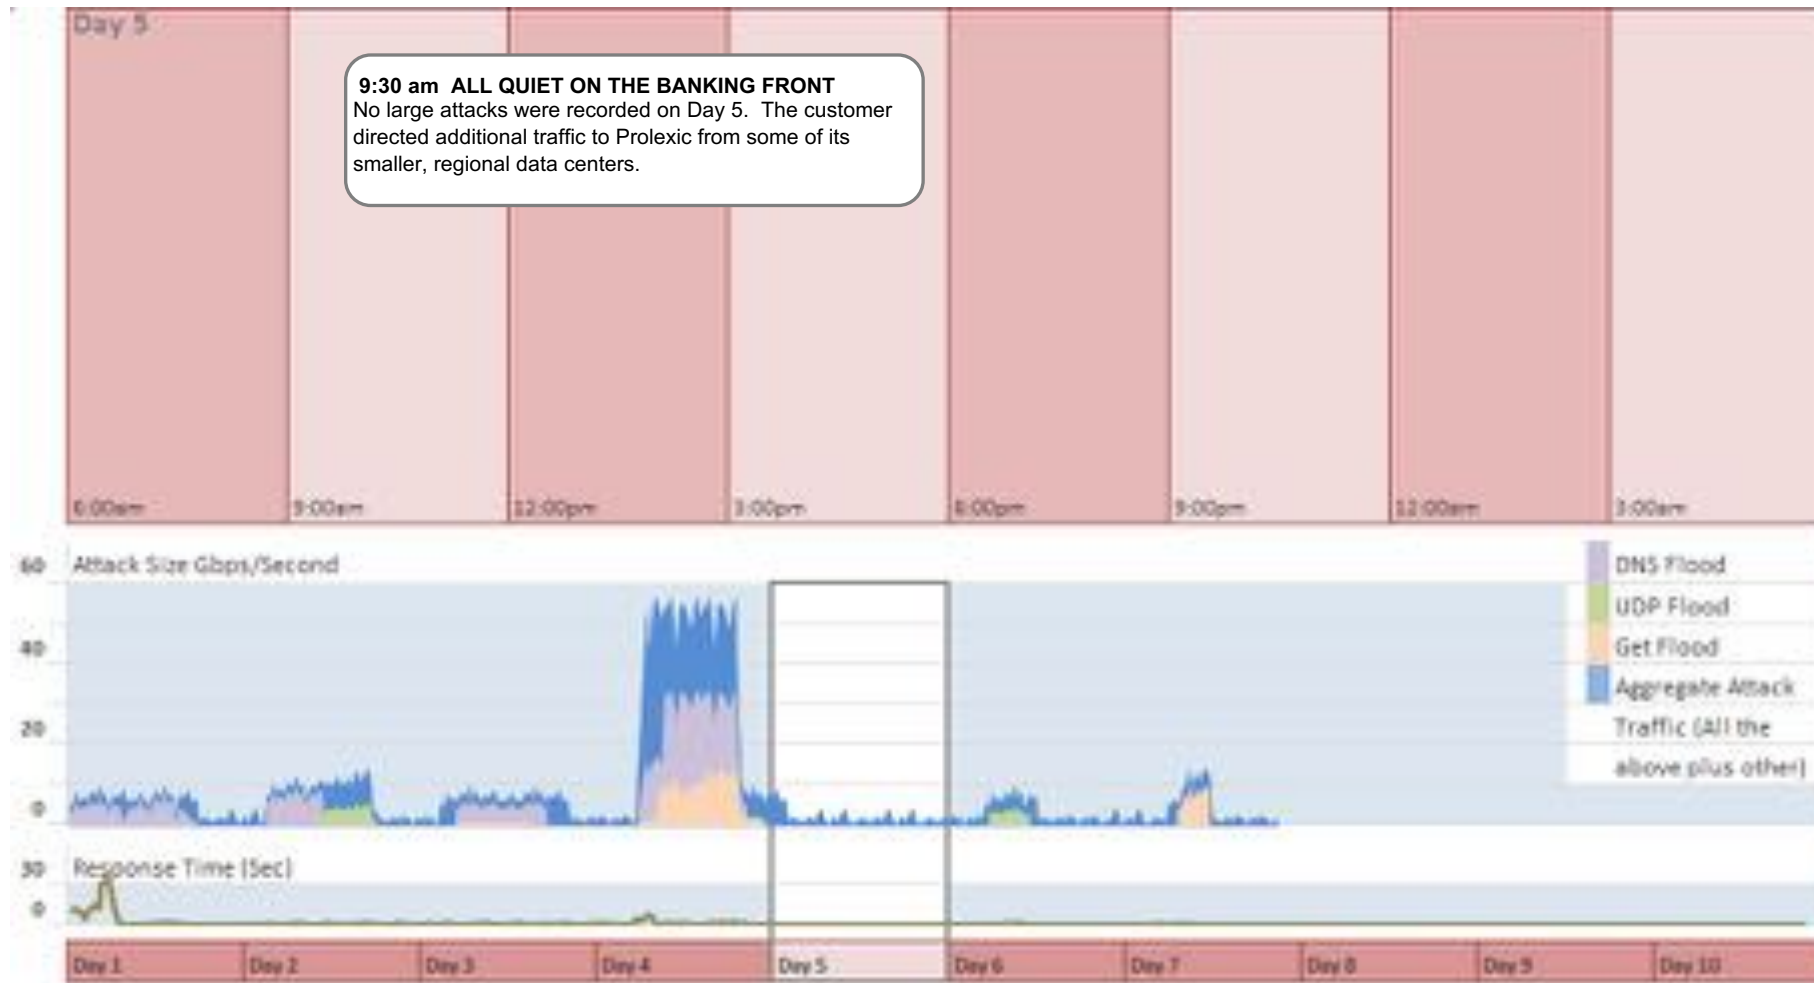 Day 5
9:30 am ALL QUIET ON THE BANKING FRONT
No large attacks were recorded on Day 5. The customer
directed additional traffic to Prolexic from some of its
smaller, regional data centers.
6:00am 9:00am 12:00pm 3:00pm 6:00pm 9:00pm 12:00am 3:00am
60 Attack Size Gbps/Second
40
20
0
DNS Flood
UDP Flood
Get Flood
Aggregate Attack
Traffic (All the
above plus other)
30 Response Time (Sec)
0
Day 1 Day 2 Day 3 Day 4 Day 5 Day 6 Day 7 Day 8 Day 9 Day 10